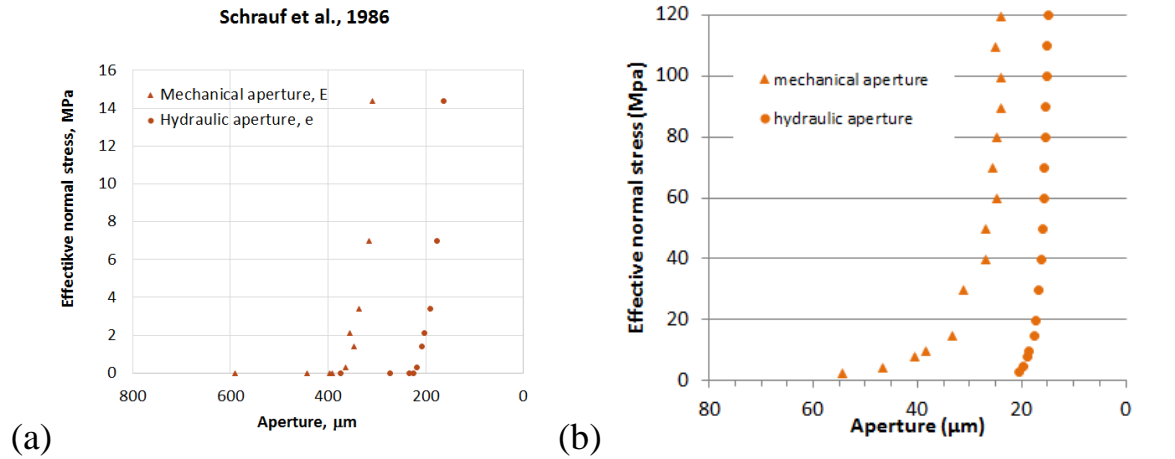 Schrauf et al., 1986
Effectikve normal stress, MPa
16
14
12
10
8
6
4
2
0
Mechanical aperture, E
Hydraulic aperture, e
800
600
400
200
0
Aperture, µm
(a)
Effective normal stress (Mpa)
120
100
80
60
40
20
0
mechanical aperture
hydraulic aperture
80
60
40
20
0
Aperture (µm)
(b)